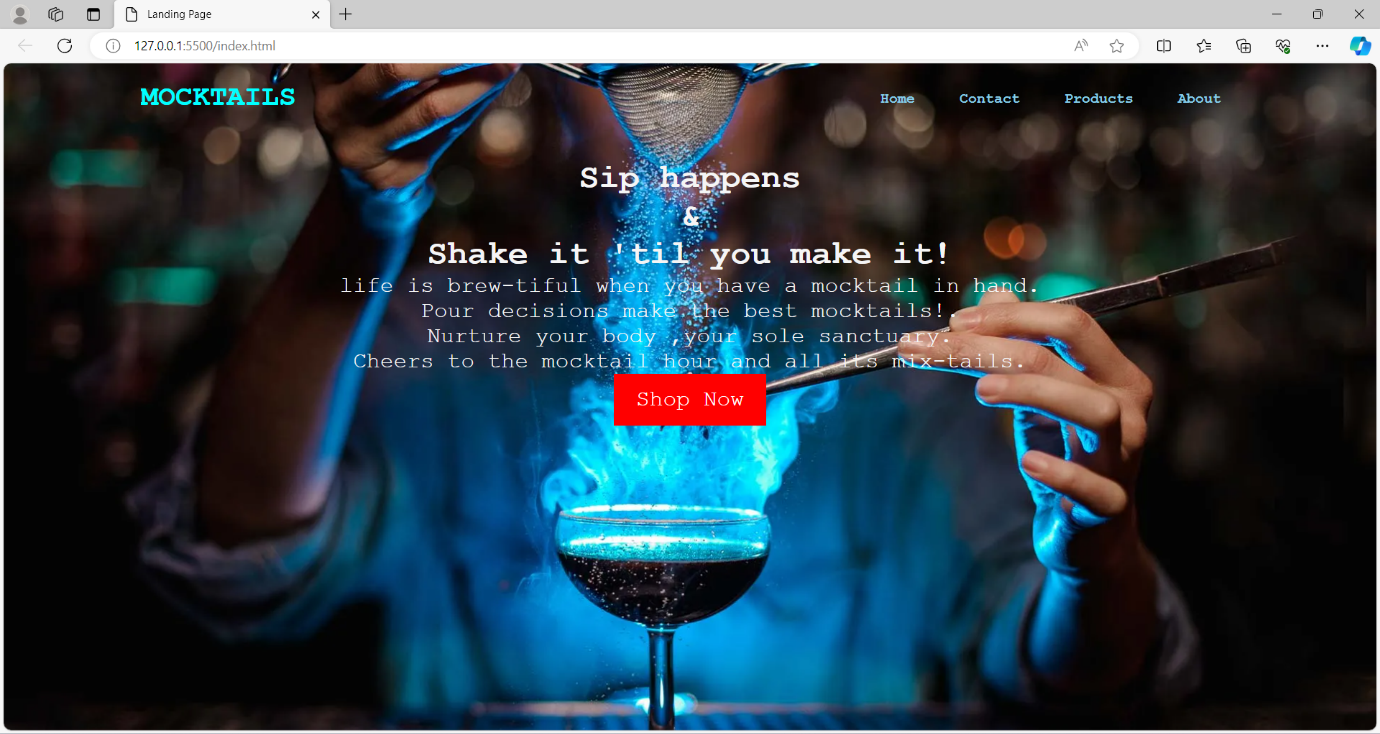 Landing Page
127.0.0.1:5500/index.html
MOCKTAILS
Home Contact Products About
Sip happens
&
Shake it 'til you make it!
life is brew-tiful when you have a mocktail in hand.
Pour decisions make the best mocktails!.
Nurture your body ,your sole sanctuary.
Cheers to the mocktail hour and all its mix-tails.
Shop Now